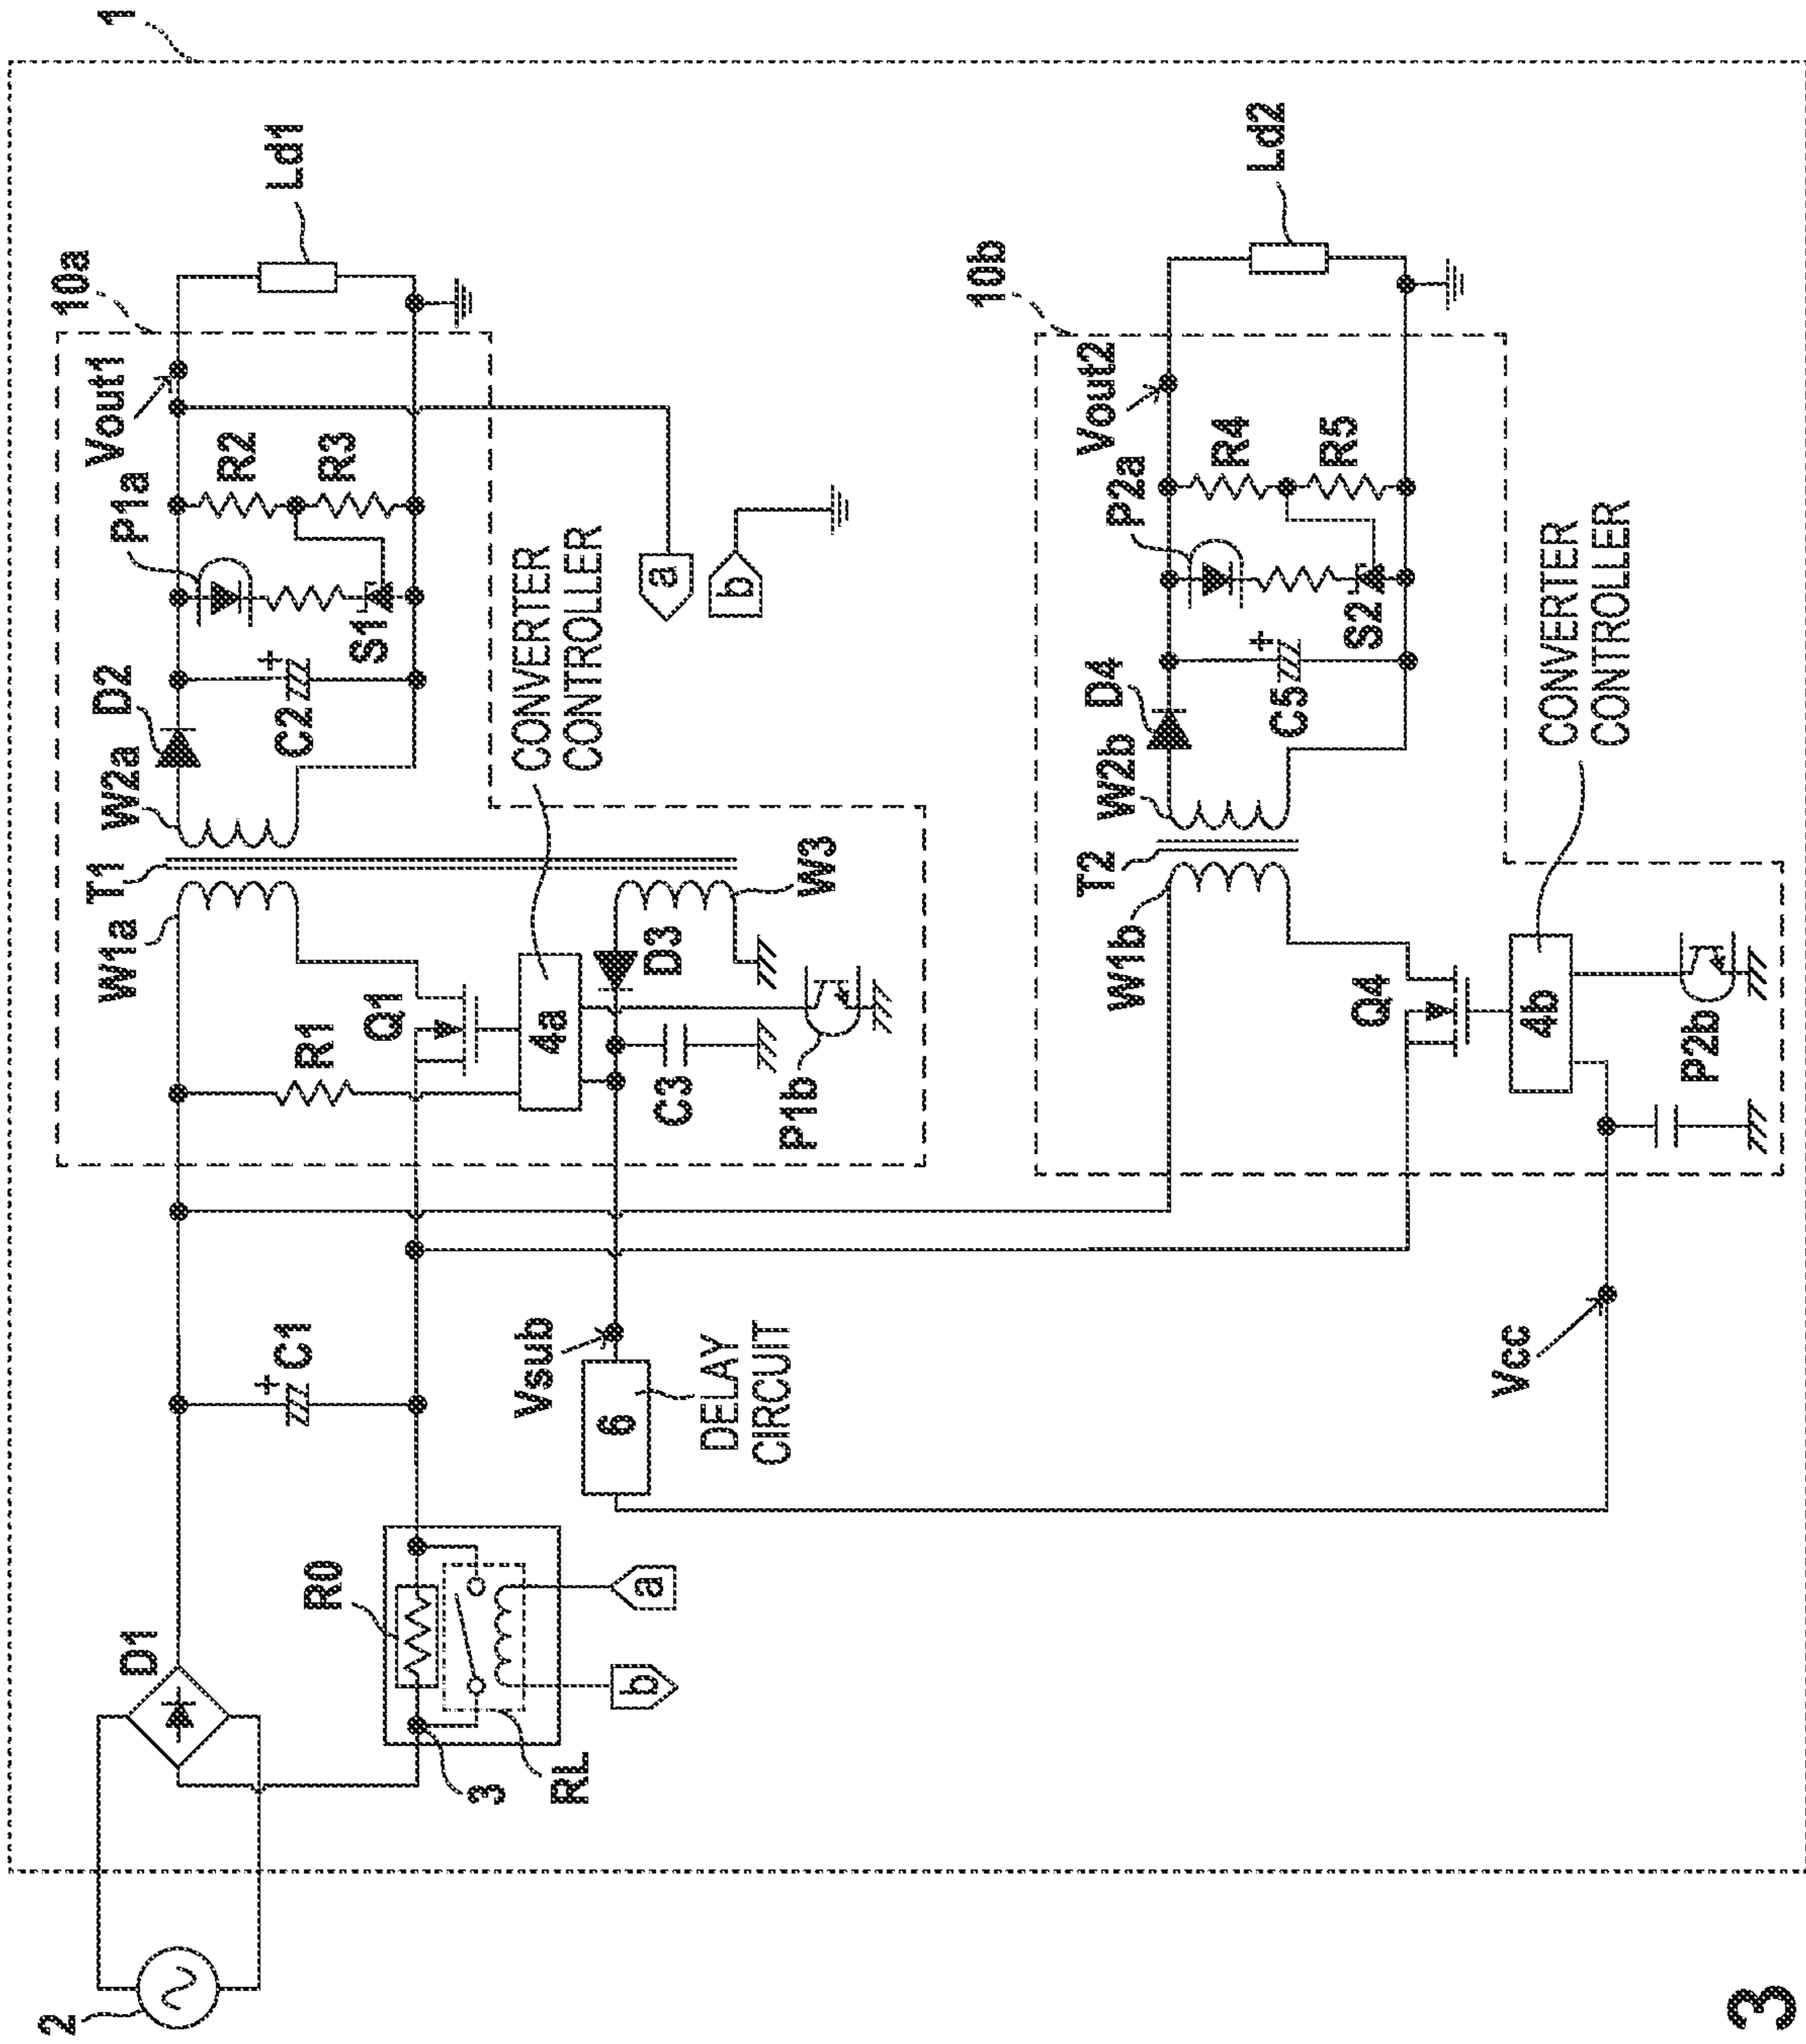 1
2
D1
R0
3
RL
b
a
C1
6
Vsub
DELAY
CIRCUIT
10a
W1a
T1
W2a
D2
P1a
Vout1
Ld1
R1
Q1
C2
S1
R2
R3
4a
CONVERTER
CONTROLLER
D3
C3
W3
P1b
a
b
10b
W1b
T2
W2b
D4
P2a
Vout2
Ld2
Q4
C5
S2
R4
R5
4b
CONVERTER
CONTROLLER
P2b
Vcc
3